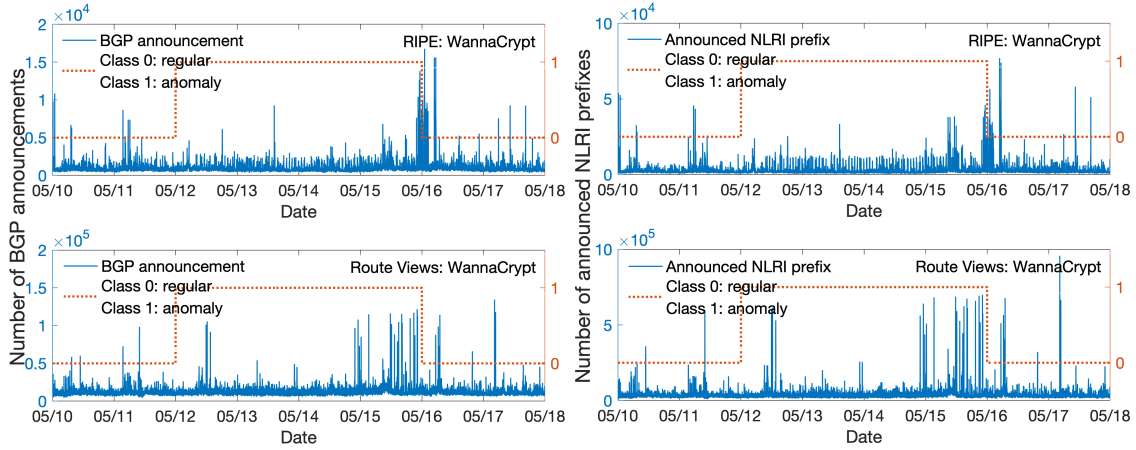 Number of BGP announcements
×10⁴
2
1.5
1
0.5
0
BGP announcement
Class 0: regular
Class 1: anomaly
RIPE: WannaCrypt
1
0
05/10 05/11 05/12 05/13 05/14 05/15 05/16 05/17 05/18
Date
Number of announced NLRI prefixes
×10⁴
10
5
0
Announced NLRI prefix
Class 0: regular
Class 1: anomaly
RIPE: WannaCrypt
1
0
05/10 05/11 05/12 05/13 05/14 05/15 05/16 05/17 05/18
Date
×10⁵
2
1.5
1
0.5
0
BGP announcement
Class 0: regular
Class 1: anomaly
Route Views: WannaCrypt
1
0
05/10 05/11 05/12 05/13 05/14 05/15 05/16 05/17 05/18
Date
×10⁵
10
5
0
Announced NLRI prefix
Class 0: regular
Class 1: anomaly
Route Views: WannaCrypt
1
0
05/10 05/11 05/12 05/13 05/14 05/15 05/16 05/17 05/18
Date